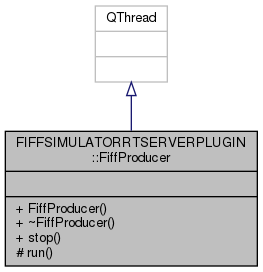 QThread
FIFFSIMULATORRTSERVERPLUGIN
::FiffProducer
+ FiffProducer()
+ ~FiffProducer()
+ stop()
# run()